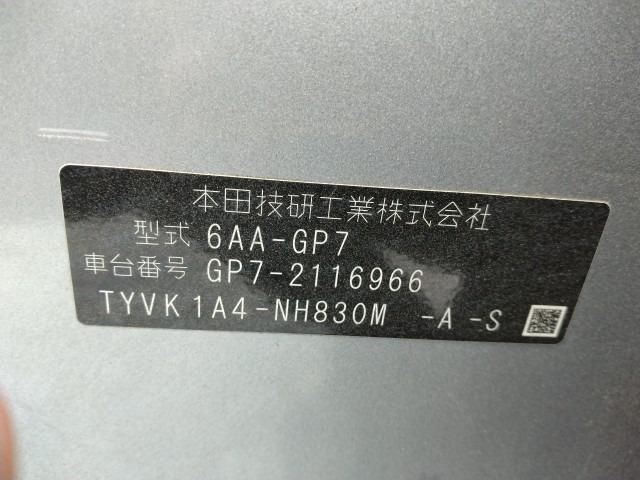 本田技研工業株式会社
型式 6AA-GP7
車台番号 GP7-2116966
TYVK1A4-NH830M -A -S